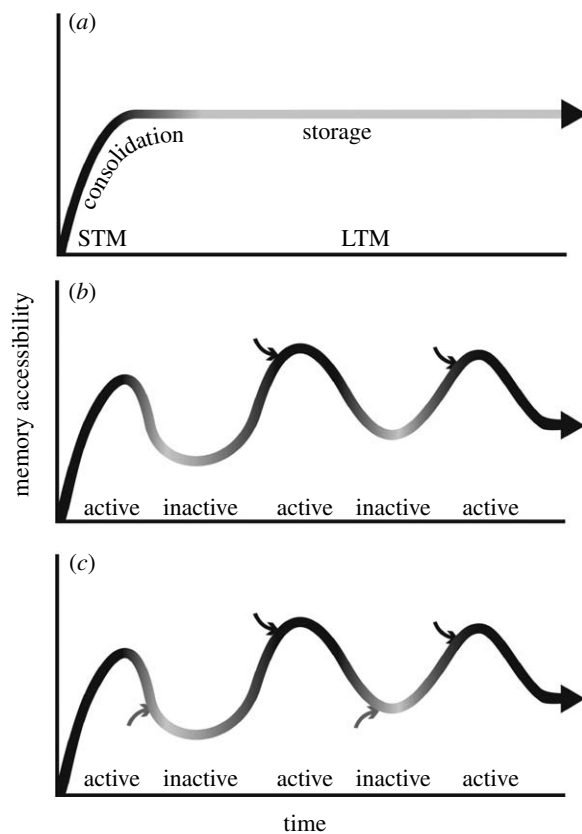 (a)
consolidation
storage
STM LTM
(b)
memory accessibility
active inactive active inactive active
(c)
active inactive active inactive active
time